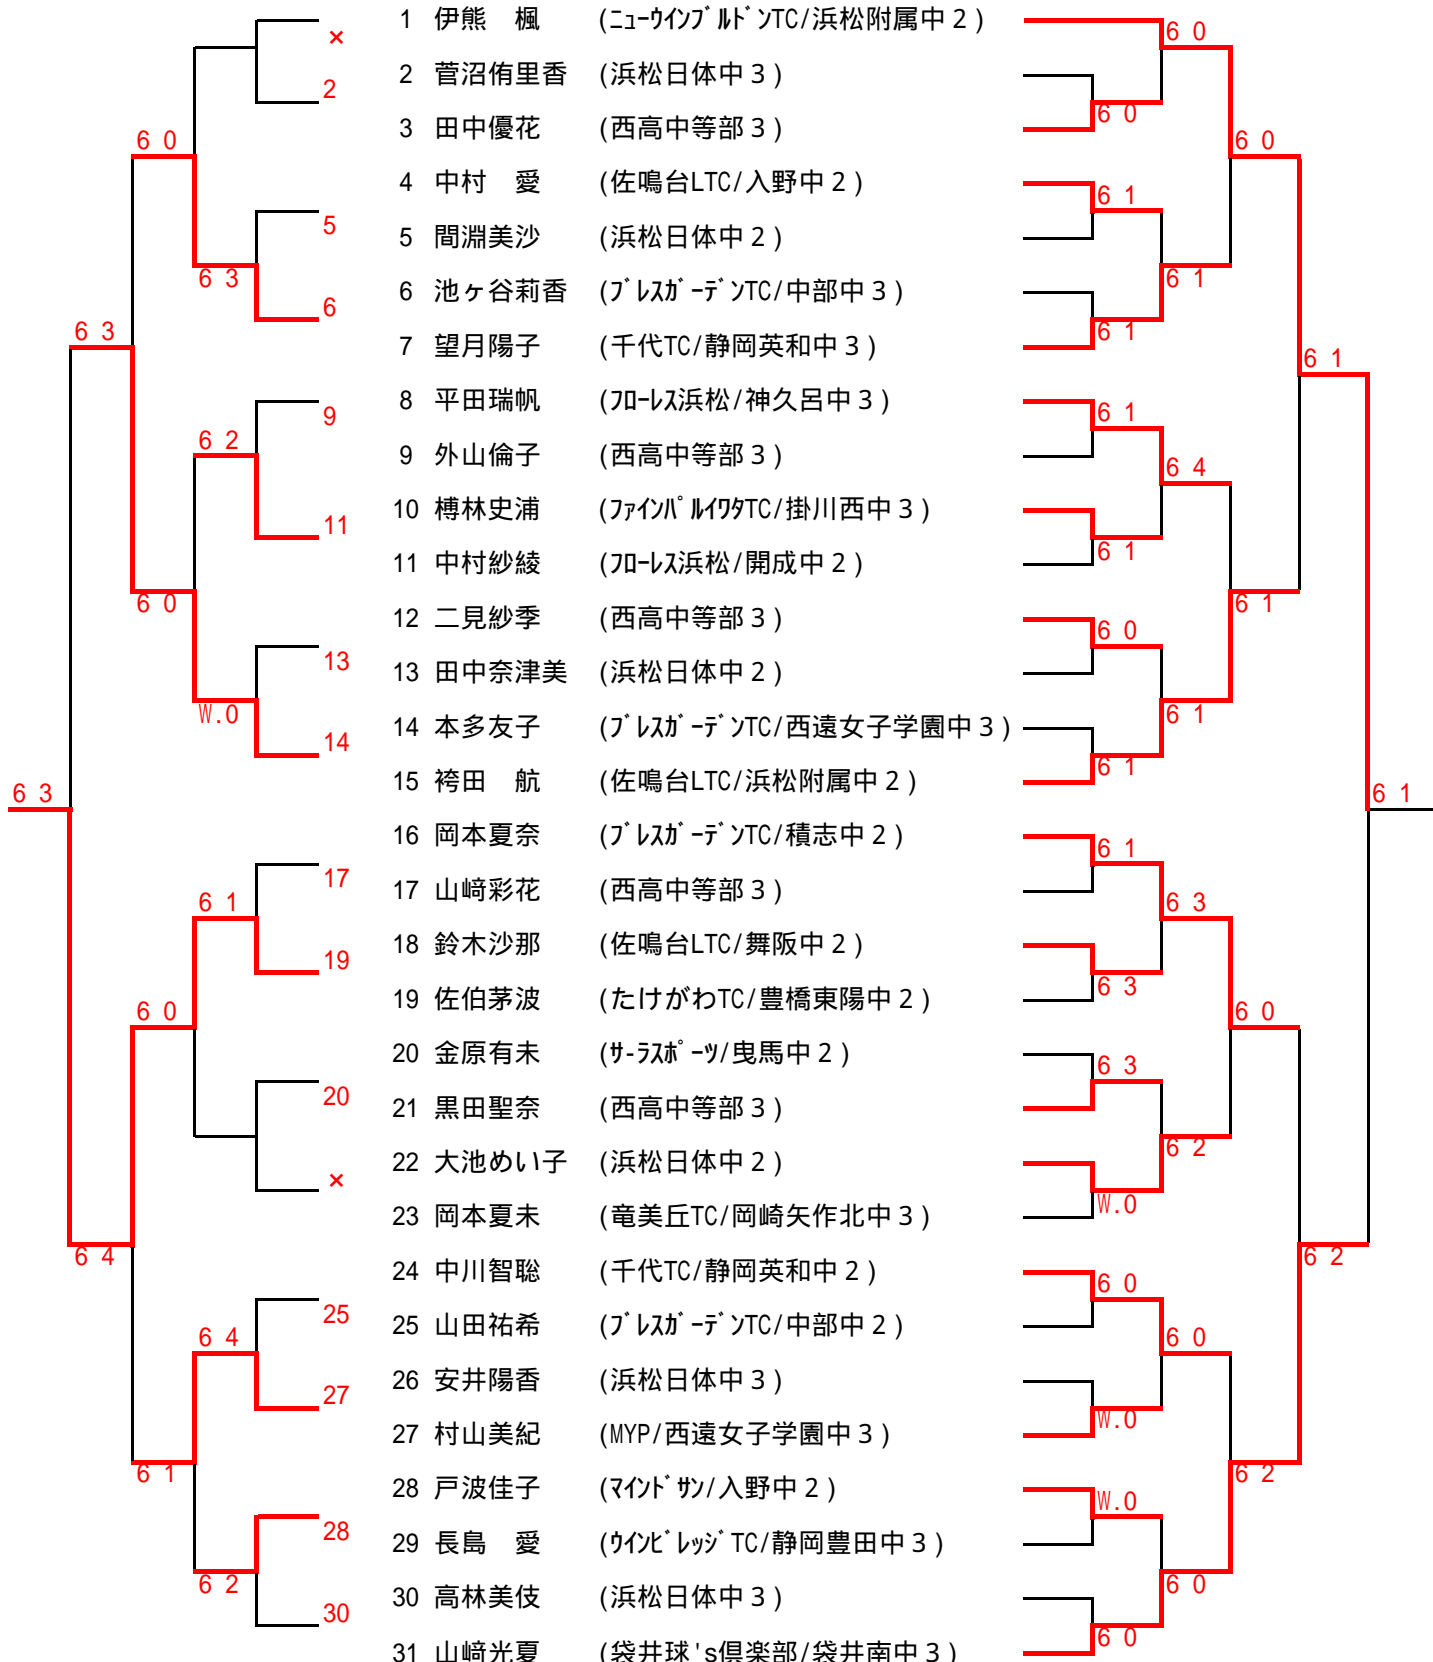 1 伊熊 楓 (ニューウインブルドンTC/浜松附属中２)
2 菅沼侑里香 (浜松日体中３)
3 田中優花 (西高中等部３)
4 中村 愛 (佐鳴台LTC/入野中２)
5 間淵美沙 (浜松日体中２)
6 池ヶ谷莉香 (ブレスガーデンTC/中部中３)
7 望月陽子 (千代TC/静岡英和中３)
8 平田瑞帆 (フローレス浜松/神久呂中３)
9 外山倫子 (西高中等部３)
10 榑林史浦 (ファインパルイワタTC/掛川西中３)
11 中村紗綾 (フローレス浜松/開成中２)
12 二見紗季 (西高中等部３)
13 田中奈津美 (浜松日体中２)
14 本多友子 (ブレスガーデンTC/西遠女子学園中３)
15 袴田 航 (佐鳴台LTC/浜松附属中２)
16 岡本夏奈 (ブレスガーデンTC/積志中２)
17 山﨑彩花 (西高中等部３)
18 鈴木沙那 (佐鳴台LTC/舞阪中２)
19 佐伯茅波 (たけがわTC/豊橋東陽中２)
20 金原有未 (サーラスポーツ/曳馬中２)
21 黒田聖奈 (西高中等部３)
22 大池めい子 (浜松日体中２)
23 岡本夏未 (竜美丘TC/岡崎矢作北中３)
24 中川智聡 (千代TC/静岡英和中２)
25 山田祐希 (ブレスガーデンTC/中部中２)
26 安井陽香 (浜松日体中３)
27 村山美紀 (MYP/西遠女子学園中３)
28 戸波佳子 (マインドサン/入野中２)
29 長島 愛 (ウインビレッジTC/静岡豊田中３)
30 高林美伎 (浜松日体中３)
31 山﨑光夏 (袋井球's倶楽部/袋井南中３)
×
2
5
6
9
11
13
14
17
19
20
×
25
27
28
30
6 3
6 2
W.0
6 1
6 4
6 2
6 0
6 0
6 0
6 1
6 3
6 4
6 3
6 0
6 1
6 1
6 1
6 1
6 0
6 1
6 1
6 3
6 3
W.0
6 0
W.0
W.0
6 0
6 0
6 1
6 4
6 1
6 3
6 2
6 0
6 0
6 0
6 1
6 0
6 2
6 1
6 2
6 1